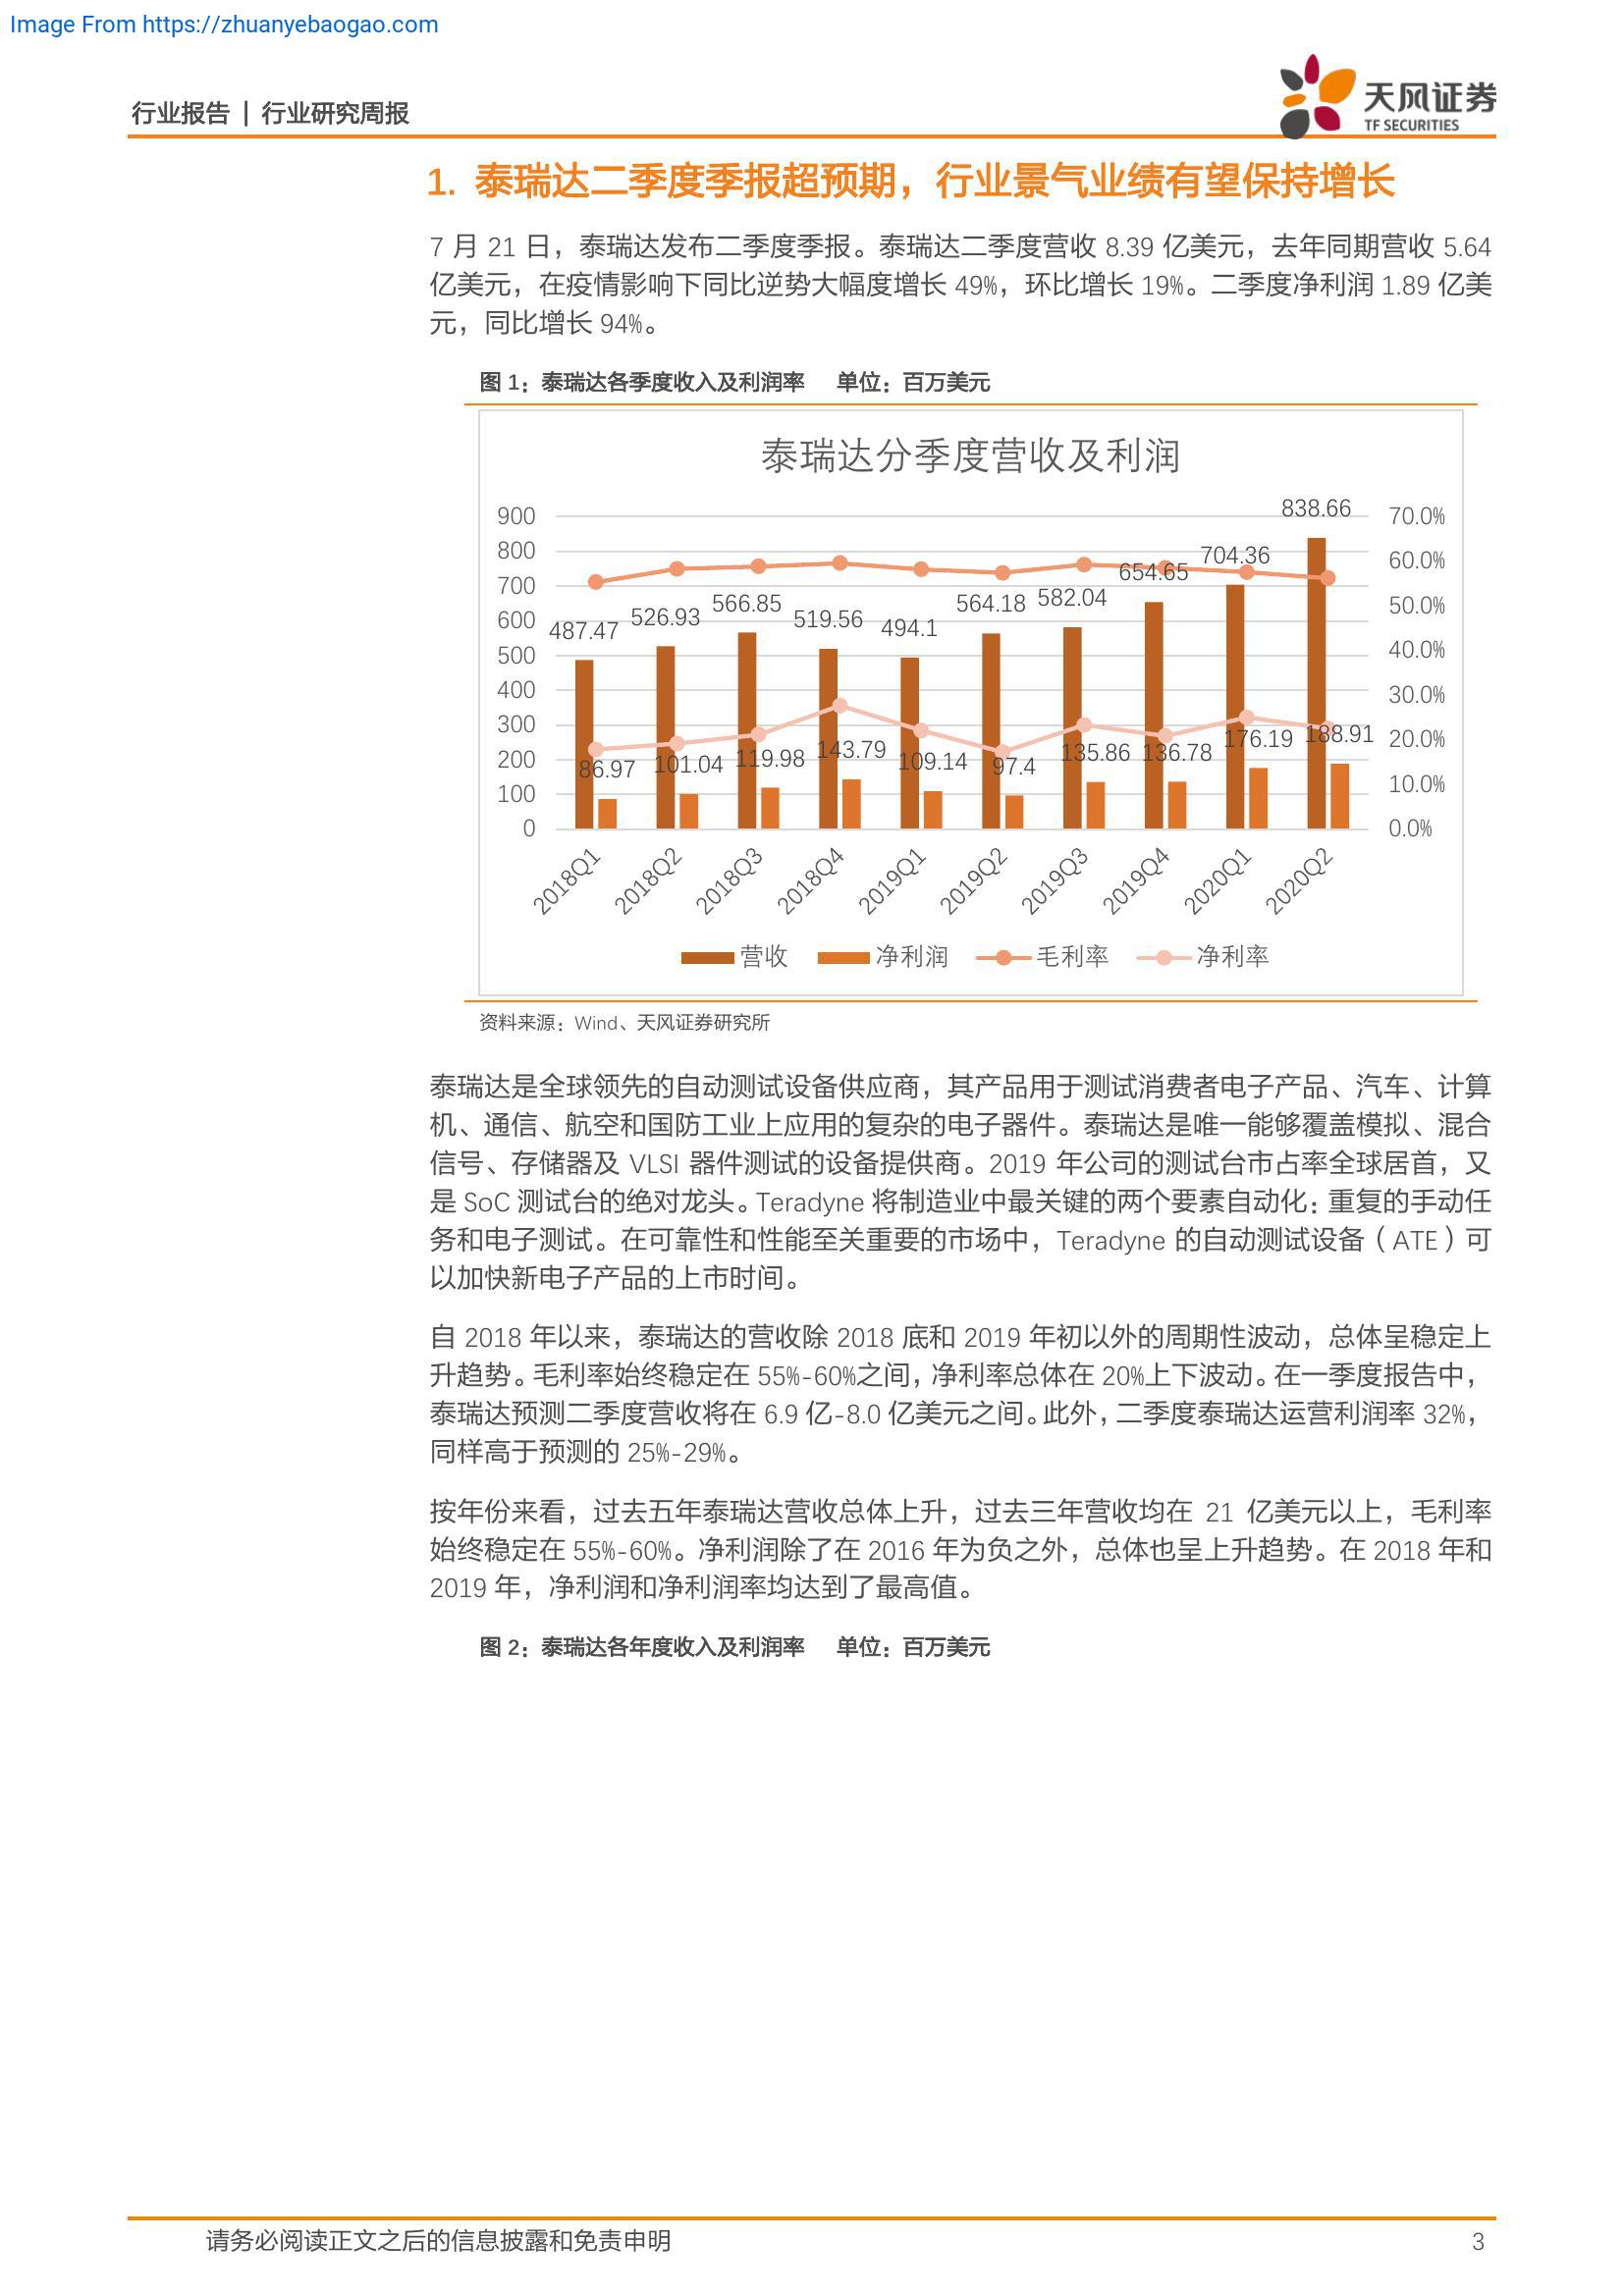 Image From https://zhuanyebaogao.com
行业报告 | 行业研究周报
天风证券
TF SECURITIES
1. 泰瑞达二季度季报超预期，行业景气业绩有望保持增长
7 月 21 日，泰瑞达发布二季度季报。泰瑞达二季度营收 8.39 亿美元，去年同期营收 5.64
亿美元，在疫情影响下同比逆势大幅度增长 49%，环比增长 19%。二季度净利润 1.89 亿美
元，同比增长 94%。
图 1：泰瑞达各季度收入及利润率 单位：百万美元
泰瑞达分季度营收及利润
900
800
700
600
500
400
300
200
100
0
70.0%
60.0%
50.0%
40.0%
30.0%
20.0%
10.0%
0.0%
487.47
526.93
566.85
519.56
494.1
564.18
582.04
654.65
704.36
838.66
86.97
101.04
119.98
143.79
109.14
97.4
135.86
136.78
176.19
188.91
2018Q1
2018Q2
2018Q3
2018Q4
2019Q1
2019Q2
2019Q3
2019Q4
2020Q1
2020Q2
营收 净利润 毛利率 净利率
资料来源：Wind、天风证券研究所
泰瑞达是全球领先的自动测试设备供应商，其产品用于测试消费者电子产品、汽车、计算
机、通信、航空和国防工业上应用的复杂的电子器件。泰瑞达是唯一能够覆盖模拟、混合
信号、存储器及 VLSI 器件测试的设备提供商。2019 年公司的测试台市占率全球居首，又
是 SoC 测试台的绝对龙头。Teradyne 将制造业中最关键的两个要素自动化：重复的手动任
务和电子测试。在可靠性和性能至关重要的市场中，Teradyne 的自动测试设备（ATE）可
以加快新电子产品的上市时间。
自 2018 年以来，泰瑞达的营收除 2018 底和 2019 年初以外的周期性波动，总体呈稳定上
升趋势。毛利率始终稳定在 55%-60%之间，净利率总体在 20%上下波动。在一季度报告中，
泰瑞达预测二季度营收将在 6.9 亿-8.0 亿美元之间。此外，二季度泰瑞达运营利润率 32%，
同样高于预测的 25%-29%。
按年份来看，过去五年泰瑞达营收总体上升，过去三年营收均在 21 亿美元以上，毛利率
始终稳定在 55%-60%。净利润除了在 2016 年为负之外，总体也呈上升趋势。在 2018 年和
2019 年，净利润和净利润率均达到了最高值。
图 2：泰瑞达各年度收入及利润率 单位：百万美元
请务必阅读正文之后的信息披露和免责申明
3